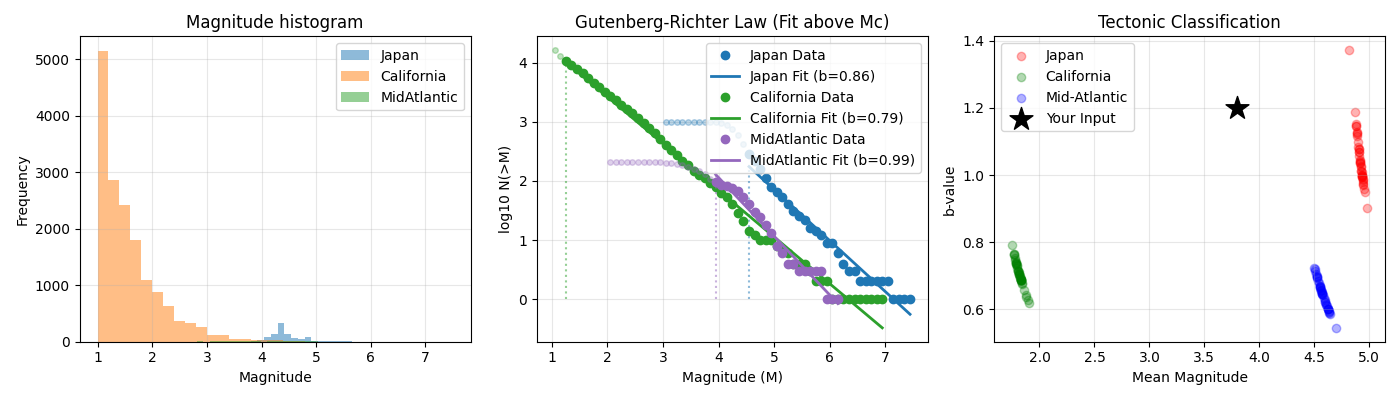 Magnitude histogram
Frequency
5000
4000
3000
2000
1000
0
1
2
3
4
5
6
7
Magnitude
Japan
California
MidAtlantic
Gutenberg-Richter Law (Fit above Mc)
log10 N(>M)
4
3
2
1
0
1
2
3
4
5
6
7
Magnitude (M)
Japan Data
Japan Fit (b=0.86)
California Data
California Fit (b=0.79)
MidAtlantic Data
MidAtlantic Fit (b=0.99)
Tectonic Classification
b-value
1.4
1.2
1.0
0.8
0.6
2.0
2.5
3.0
3.5
4.0
4.5
5.0
Mean Magnitude
Japan
California
Mid-Atlantic
Your Input